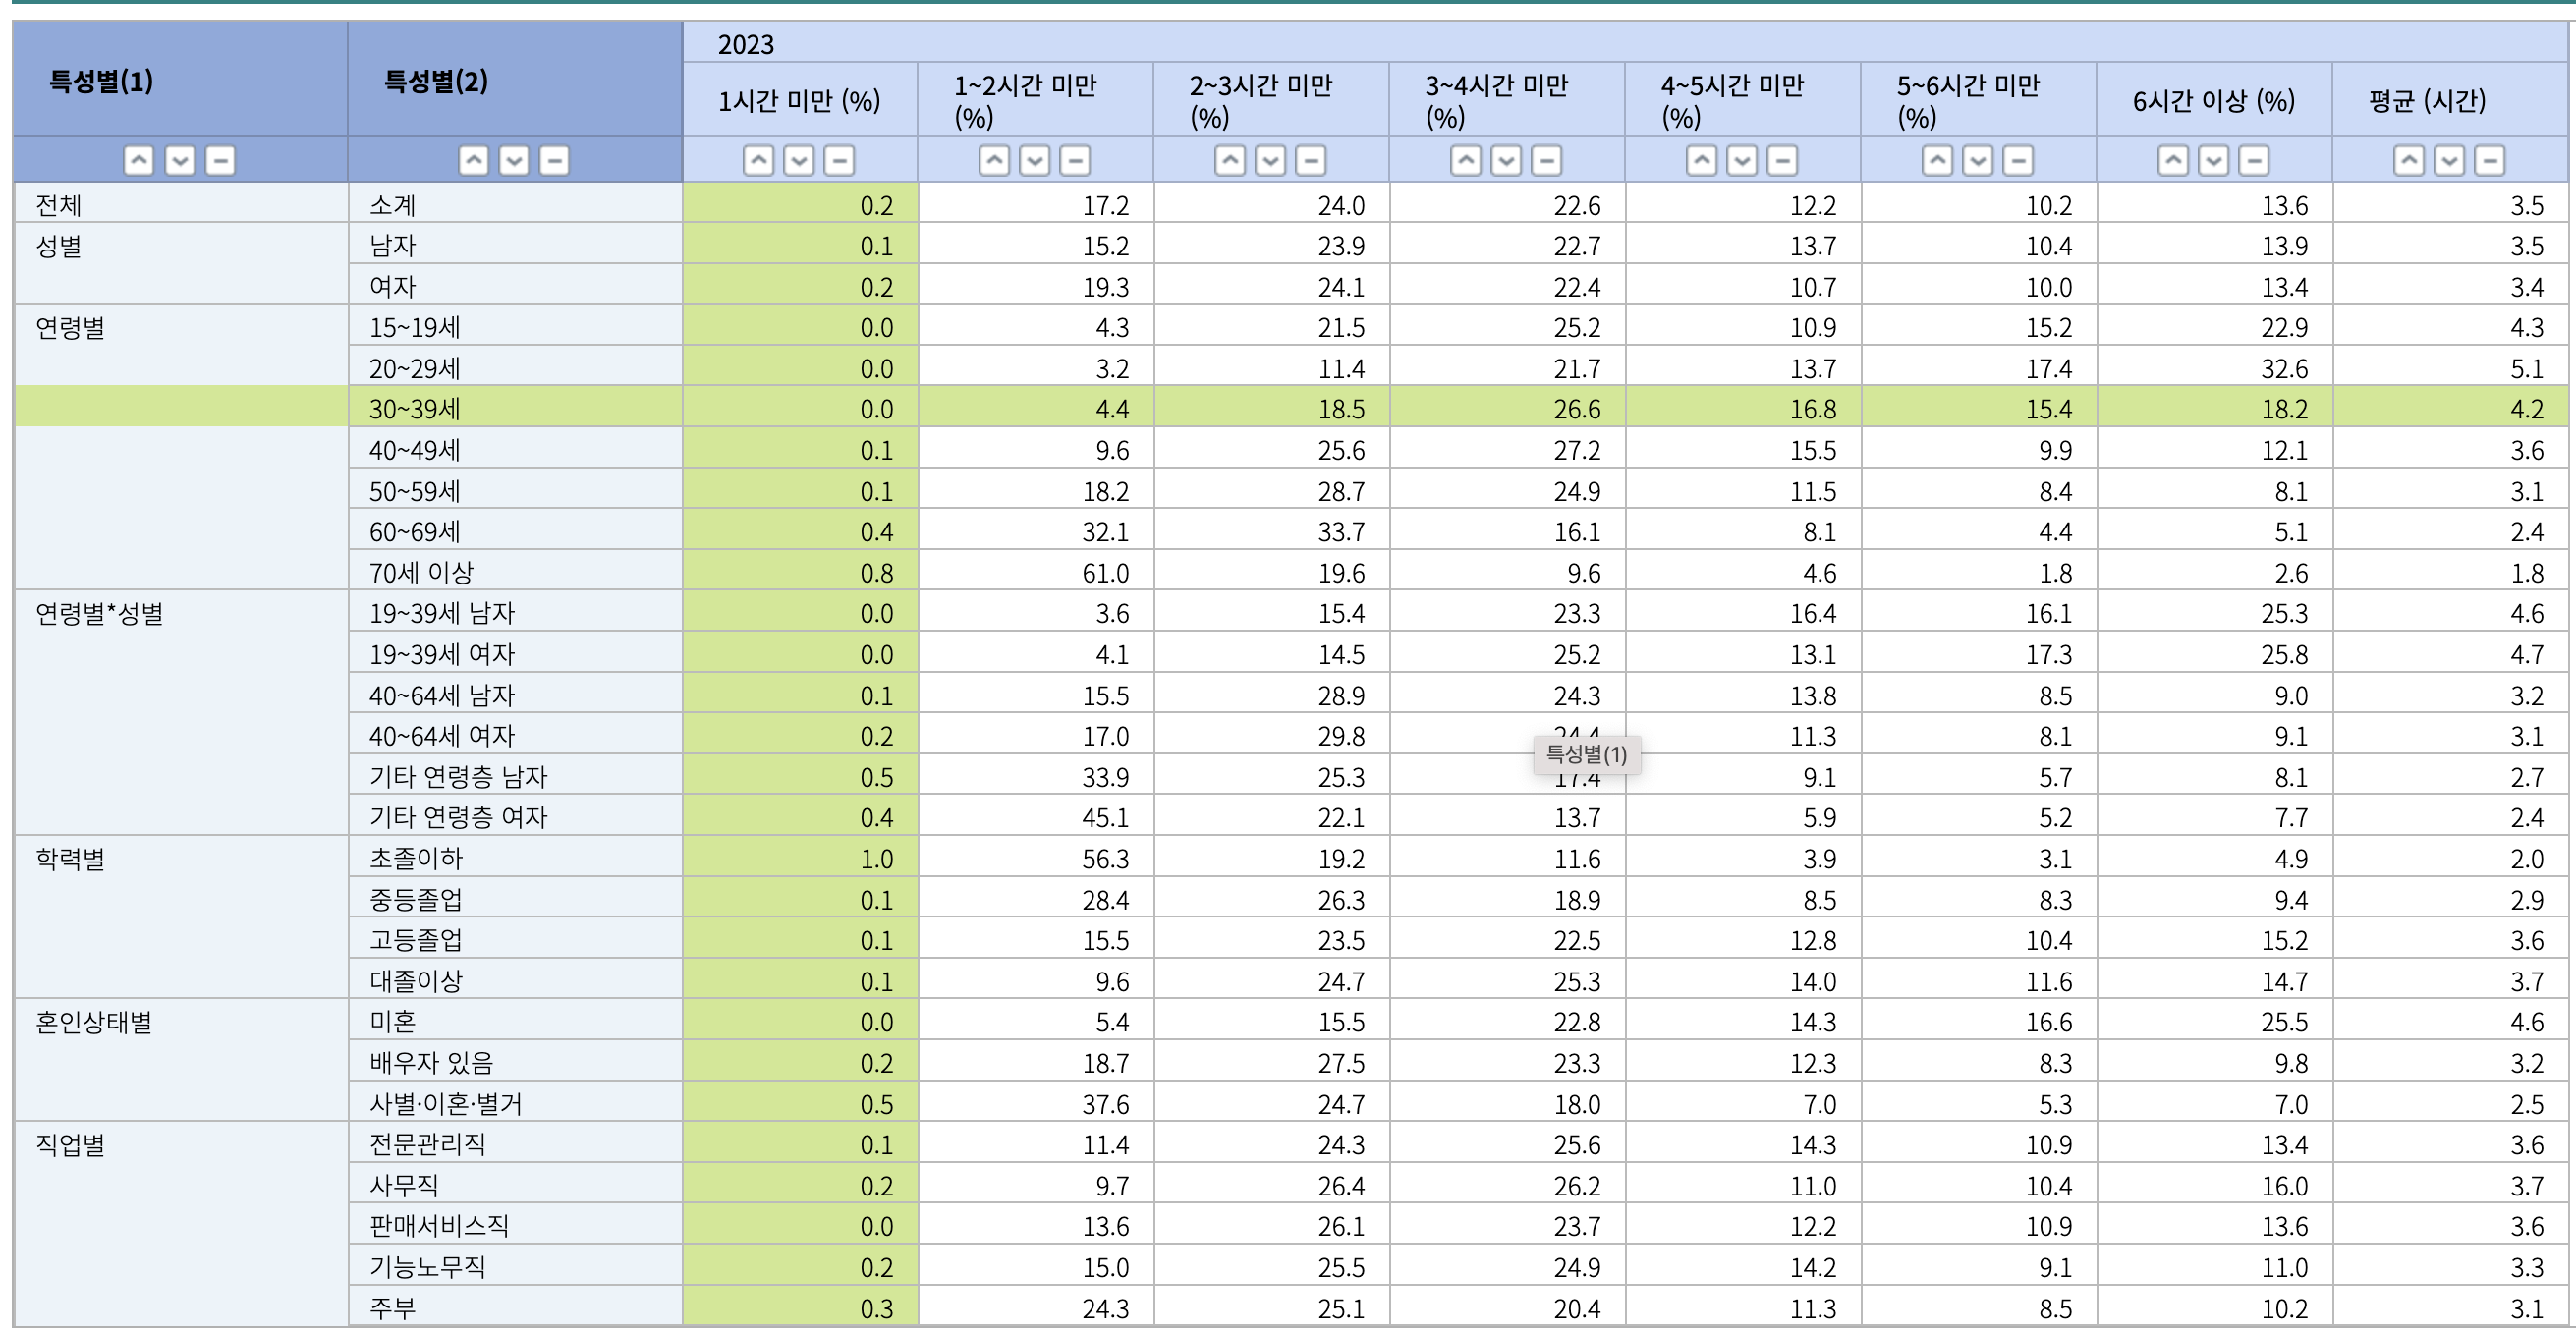 2023
특성별(1) 특성별(2) 1시간 미만 (%) 1~2시간 미만 (%) 2~3시간 미만 (%) 3~4시간 미만 (%) 4~5시간 미만 (%) 5~6시간 미만 (%) 6시간 이상 (%) 평균 (시간)
전체 소계 0.2 17.2 24.0 22.6 12.2 10.2 13.6 3.5
성별 남자 0.1 15.2 23.9 22.7 13.7 10.4 13.9 3.5
여자 0.2 19.3 24.1 22.4 10.7 10.0 13.4 3.4
연령별 15~19세 0.0 4.3 21.5 25.2 10.9 15.2 22.9 4.3
20~29세 0.0 3.2 11.4 21.7 13.7 17.4 32.6 5.1
30~39세 0.0 4.4 18.5 26.6 16.8 15.4 18.2 4.2
40~49세 0.1 9.6 25.6 27.2 15.5 9.9 12.1 3.6
50~59세 0.1 18.2 28.7 24.9 11.5 8.4 8.1 3.1
60~69세 0.4 32.1 33.7 16.1 8.1 4.4 5.1 2.4
70세 이상 0.8 61.0 19.6 9.6 4.6 1.8 2.6 1.8
연령별*성별 19~39세 남자 0.0 3.6 15.4 23.3 16.4 16.1 25.3 4.6
19~39세 여자 0.0 4.1 14.5 25.2 13.1 17.3 25.8 4.7
40~64세 남자 0.1 15.5 28.9 24.3 13.8 8.5 9.0 3.2
40~64세 여자 0.2 17.0 29.8 24.4 11.3 8.1 9.1 3.1
특성별(1)
기타 연령층 남자 0.5 33.9 25.3 17.4 9.1 5.7 8.1 2.7
기타 연령층 여자 0.4 45.1 22.1 13.7 5.9 5.2 7.7 2.4
학력별 초졸이하 1.0 56.3 19.2 11.6 3.9 3.1 4.9 2.0
중등졸업 0.1 28.4 26.3 18.9 8.5 8.3 9.4 2.9
고등졸업 0.1 15.5 23.5 22.5 12.8 10.4 15.2 3.6
대졸이상 0.1 9.6 24.7 25.3 14.0 11.6 14.7 3.7
혼인상태별 미혼 0.0 5.4 15.5 22.8 14.3 16.6 25.5 4.6
배우자 있음 0.2 18.7 27.5 23.3 12.3 8.3 9.8 3.2
사별·이혼·별거 0.5 37.6 24.7 18.0 7.0 5.3 7.0 2.5
직업별 전문관리직 0.1 11.4 24.3 25.6 14.3 10.9 13.4 3.6
사무직 0.2 9.7 26.4 26.2 11.0 10.4 16.0 3.7
판매서비스직 0.0 13.6 26.1 23.7 12.2 10.9 13.6 3.6
기능노무직 0.2 15.0 25.5 24.9 14.2 9.1 11.0 3.3
주부 0.3 24.3 25.1 20.4 11.3 8.5 10.2 3.1